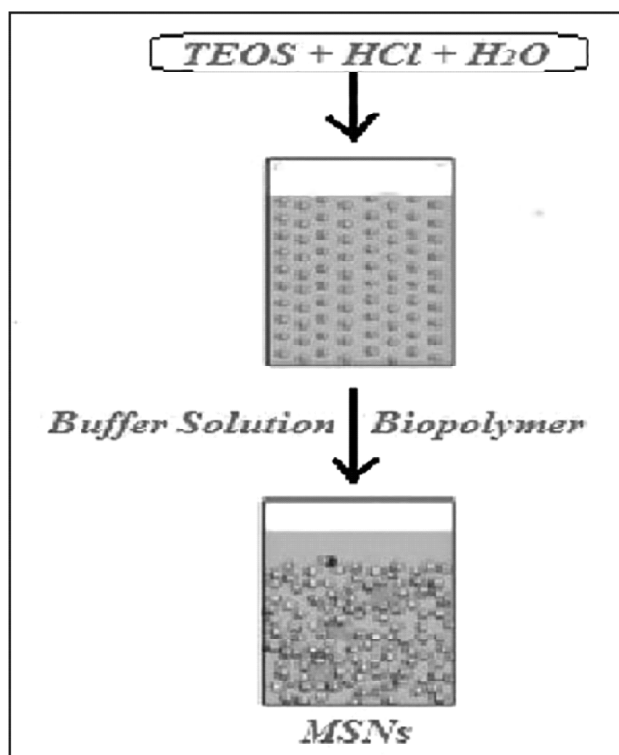 TEOS + HCl + H₂O
Buffer Solution Biopolymer
MSNs